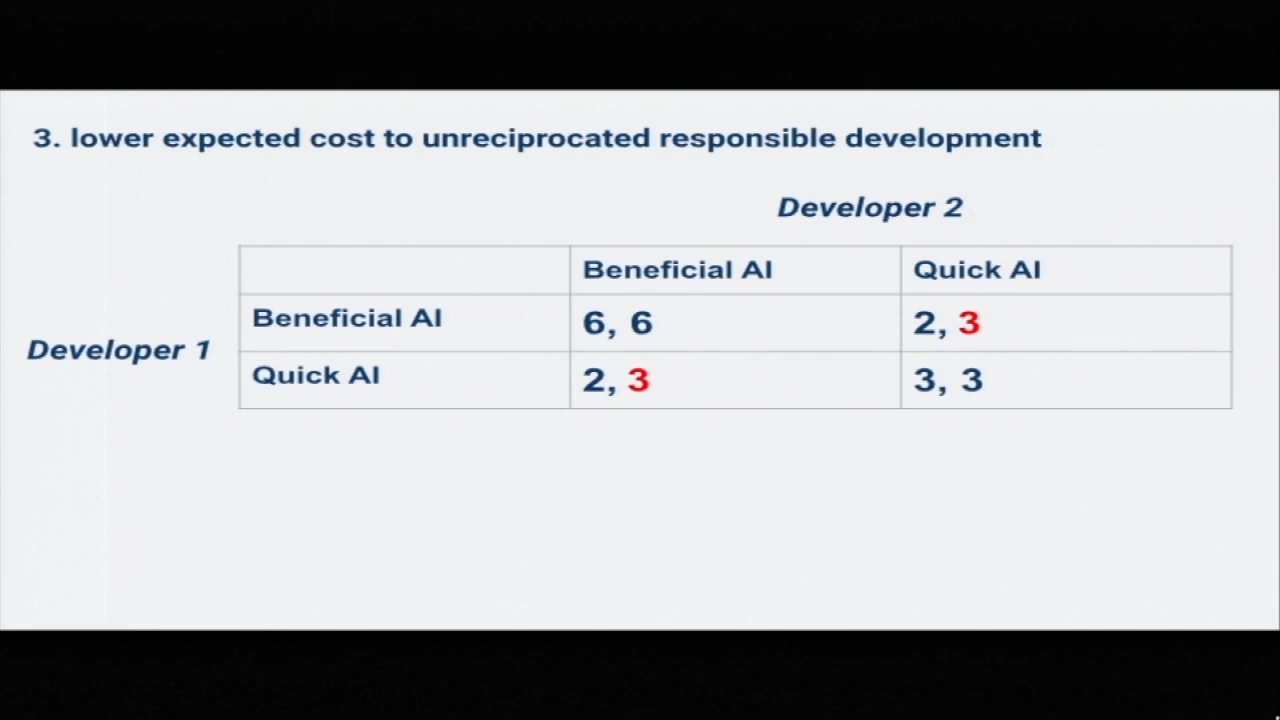 3. lower expected cost to unreciprocated responsible development
Developer 2
Beneficial AI Quick AI
Beneficial AI 6, 6 2, 3
Developer 1
Quick AI 2, 3 3, 3